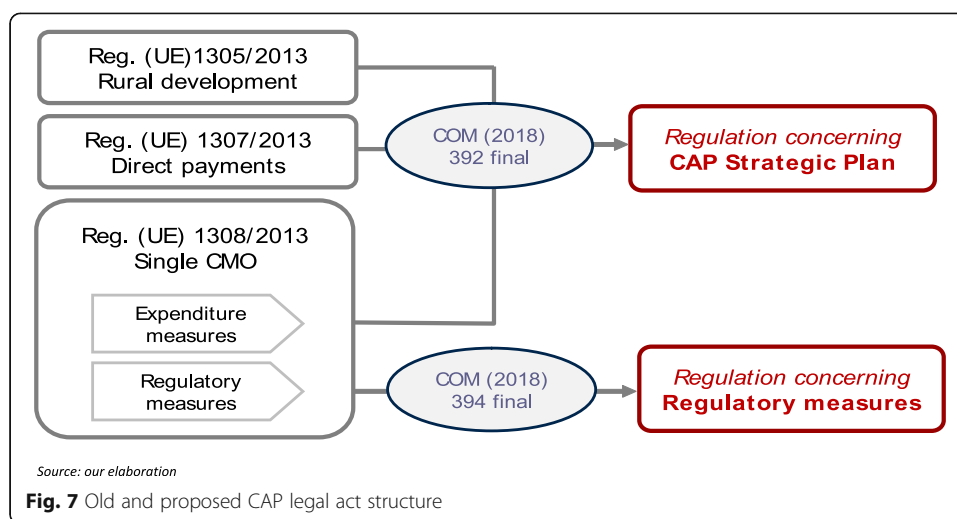 Reg. (UE)1305/2013
Rural development
Reg. (UE) 1307/2013
Direct payments
Reg. (UE) 1308/2013
Single CMO
Expenditure
measures
Regulatory
measures
COM (2018)
392 final
COM (2018)
394 final
Regulation concerning
CAP Strategic Plan
Regulation concerning
Regulatory measures
Source: our elaboration
Fig. 7 Old and proposed CAP legal act structure